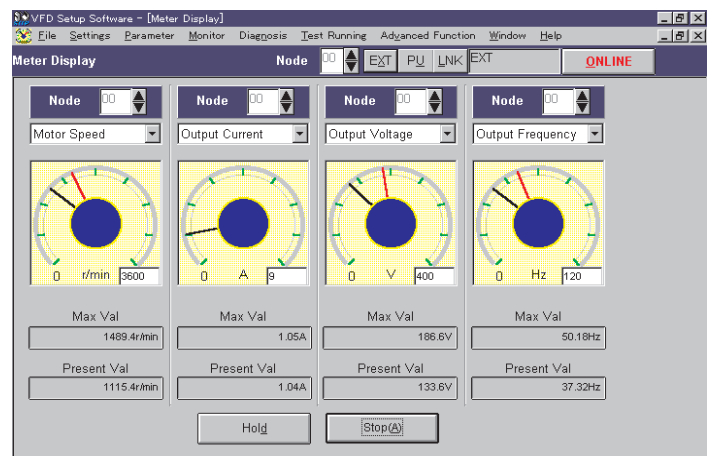 VFD Setup Software - [Meter Display]
File Settings Parameter Monitor Diagnosis Test Running Advanced Function Window Help
Meter Display Node 00 EXT PU LNK EXT ONLINE
Node 00 Node 00 Node 00 Node 00
Motor Speed Output Current Output Voltage Output Frequency
0 r/min 3600 0 A 9 0 V 400 0 Hz 120
Max Val Max Val Max Val Max Val
1489.4r/min 1.05A 186.6V 50.18Hz
Present Val Present Val Present Val Present Val
1115.4r/min 1.04A 133.6V 37.32Hz
Hold Stop(A)